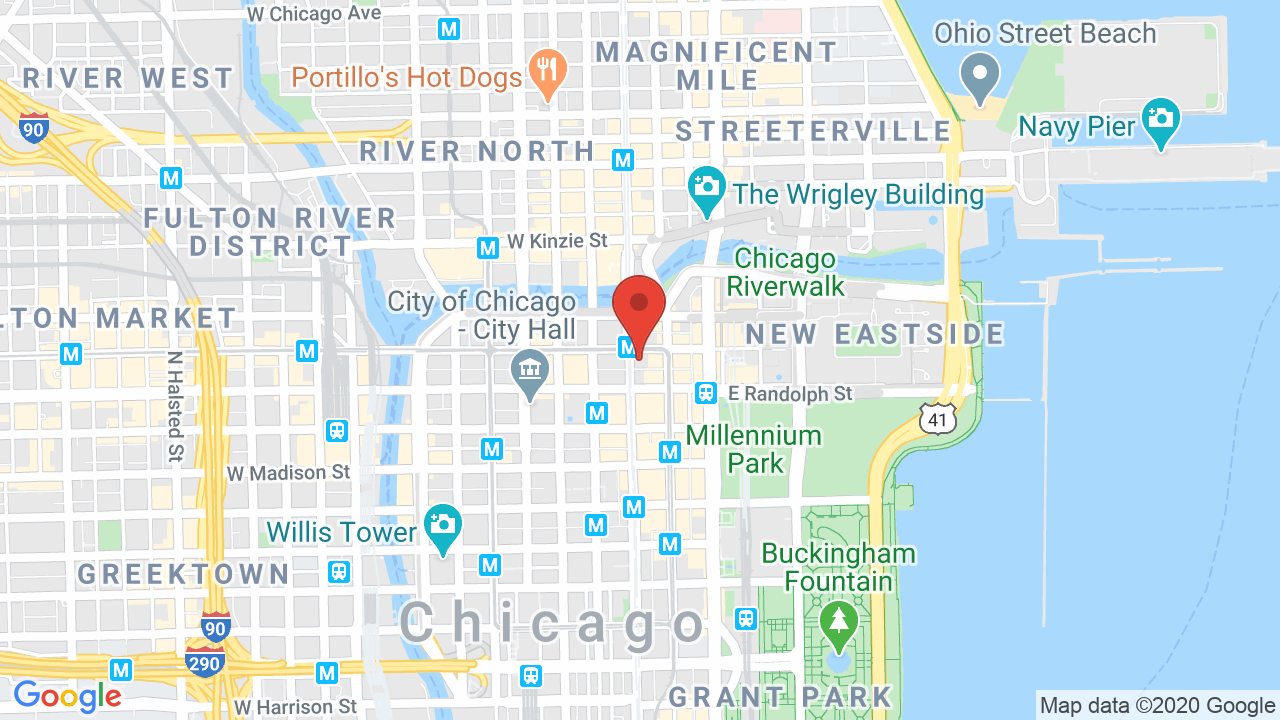 W Chicago Ave
M
Ohio Street Beach
MAGNIFICENT
MILE
RIVER WEST
Portillo's Hot Dogs
90
Navy Pier
STREETERVILLE
RIVER NORTH
M
M
The Wrigley Building
FULTON RIVER
DISTRICT
W Kinzie St
M
Chicago
Riverwalk
City of Chicago
- City Hall
LTON MARKET
NEW EASTSIDE
M
M
M
N Halsted St
E Randolph St
M
41
Millennium
Park
M
M
W Madison St
M
Willis Tower
M
M
Buckingham
Fountain
GREEKTOWN
M
90
Chicago
290
M
M
GRANT PARK
Google
W Harrison St
Map data ©2020 Google